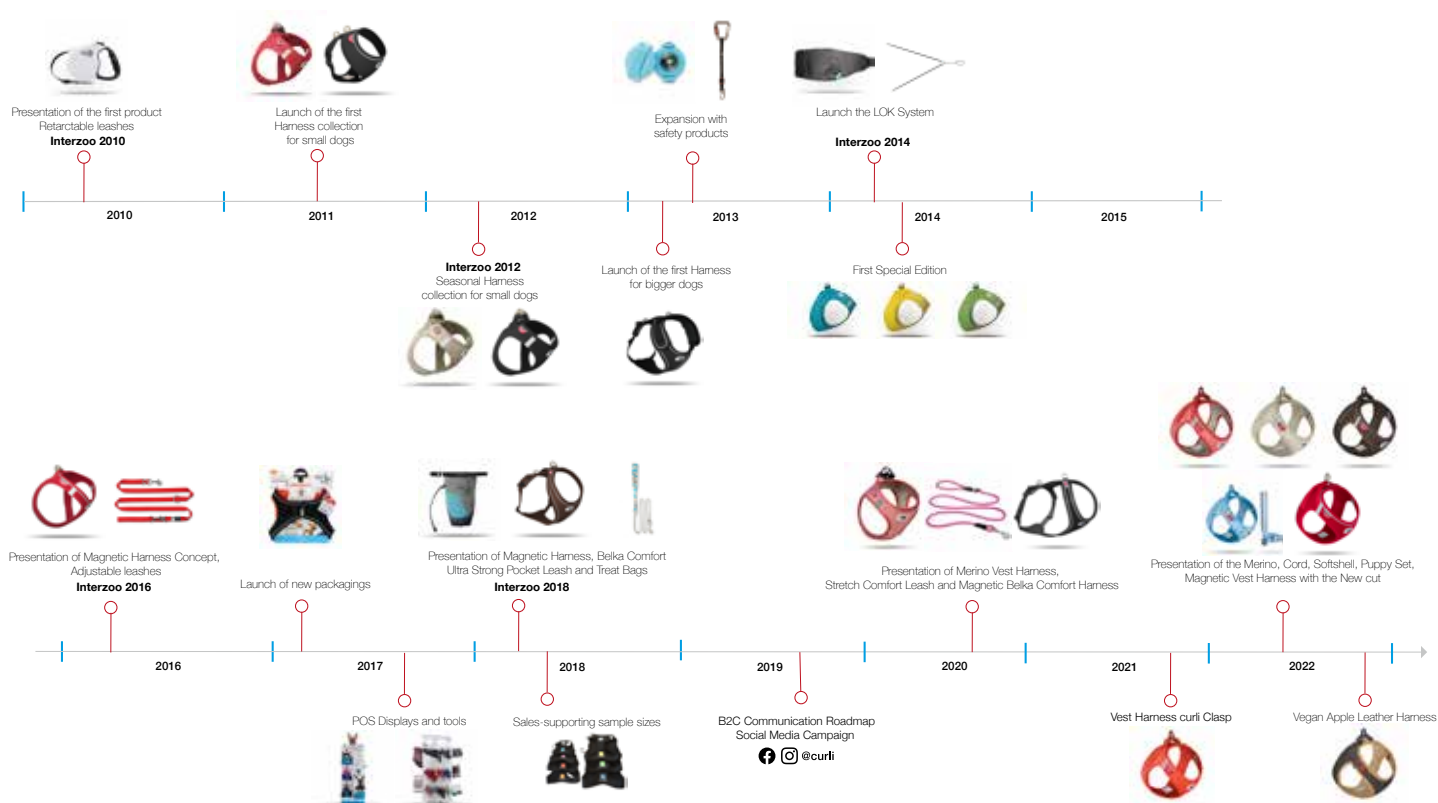 Presentation of the first product
Retarctable leashes
Interzoo 2010
Launch of the first
Harness collection
for small dogs
Expansion with
safety products
Launch the LOK System
Interzoo 2014
2010
2011
2012
2013
2014
2015
Interzoo 2012
Seasonal Harness
collection for small dogs
Launch of the first Harness
for bigger dogs
First Special Edition
Presentation of Magnetic Harness Concept,
Adjustable leashes
Interzoo 2016
Launch of new packagings
Presentation of Magnetic Harness, Belka Comfort
Ultra Strong Pocket Leash and Treat Bags
Interzoo 2018
Presentation of Merino Vest Harness,
Stretch Comfort Leash and Magnetic Belka Comfort Harness
Presentation of the Merino, Cord, Softshell, Puppy Set,
Magnetic Vest Harness with the New cut
2016
2017
2018
2019
2020
2021
2022
POS Displays and tools
Sales-supporting sample sizes
B2C Communication Roadmap
Social Media Campaign
@curli
Vest Harness curli Clasp
Vegan Apple Leather Harness